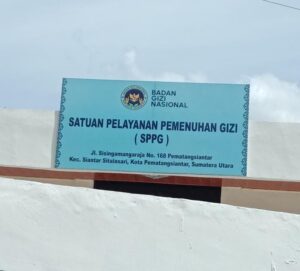 BADAN
GIZI
NASIONAL
SATUAN PELAYANAN PEMENUHAN GIZI
( SPPG )
Jl. Sisingamangaraja No. 168 Pematangsiantar
Kec. Siantar Sitalasari, Kota Pematangsiantar, Sumatera Utara